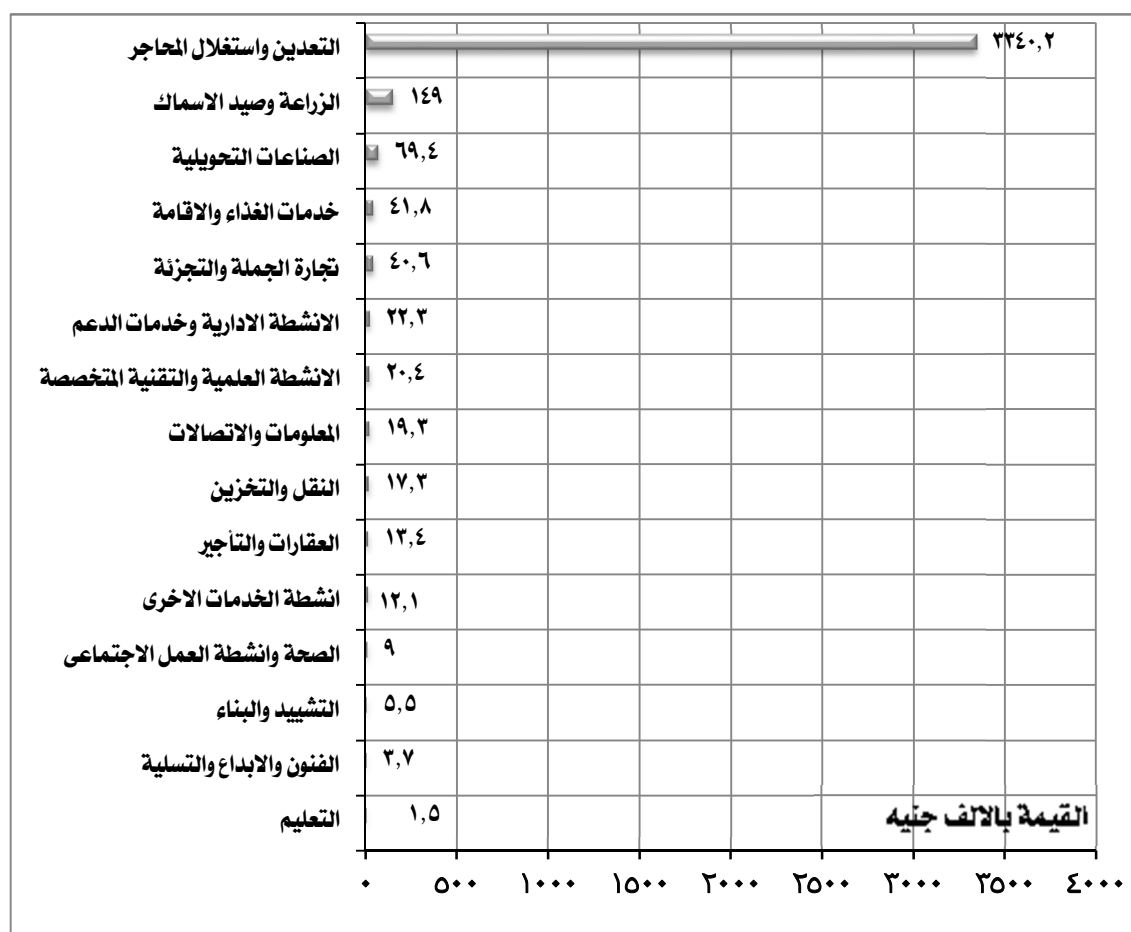 التعدين واستغلال المحاجر ٣٣٤٠,٢
الزراعة وصيد الاسماك ١٤٩
الصناعات التحويلية ٦٩,٤
خدمات الغذاء والاقامة ٤١,٨
تجارة الجملة والتجزئة ٤٠,٦
الانشطة الادارية وخدمات الدعم ٢٢,٣
الانشطة العلمية والتقنية المتخصصة ٢٠,٤
المعلومات والاتصالات ١٩,٣
النقل والتخزين ١٧,٣
العقارات والتأجير ١٣,٤
انشطة الخدمات الاخرى ١٢,١
الصحة وانشطة العمل الاجتماعى ٩
التشييد والبناء ٥,٥
الفنون والابداع والتسلية ٣,٧
التعليم ١,٥
القيمة بالالف جنيه
٠ ٥٠٠ ١٠٠٠ ١٥٠٠ ٢٠٠٠ ٢٥٠٠ ٣٠٠٠ ٣٥٠٠ ٤٠٠٠